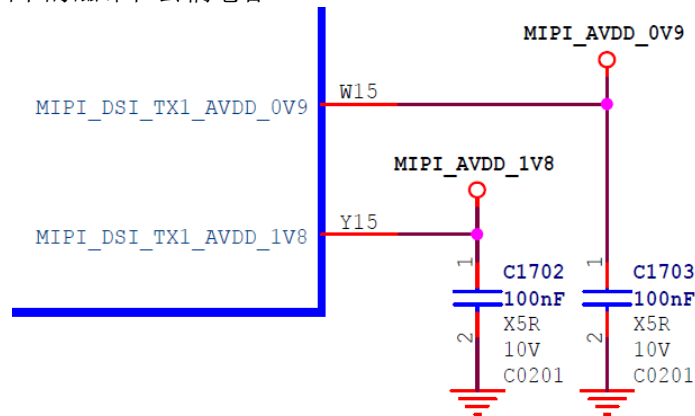 MIPI_AVDD_0V9
W15
MIPI_DSI_TX1_AVDD_0V9
MIPI_AVDD_1V8
Y15
MIPI_DSI_TX1_AVDD_1V8
1
C1702
100nF
X5R
10V
C0201
2
1
C1703
100nF
X5R
10V
C0201
2